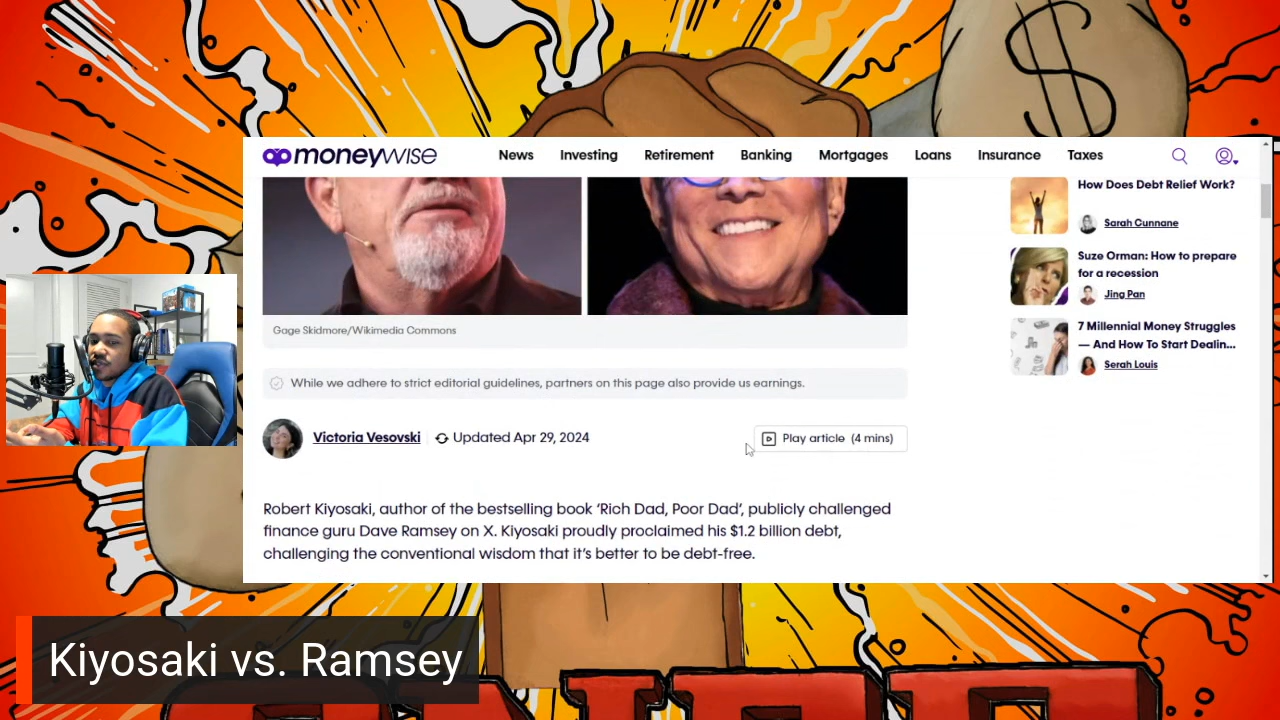 moneywise
News Investing Retirement Banking Mortgages Loans Insurance Taxes
Gage Skidmore/Wikimedia Commons
While we adhere to strict editorial guidelines, partners on this page also provide us earnings.
Victoria Vesovski Updated Apr 29, 2024
Play article (4 mins)
Robert Kiyosaki, author of the bestselling book ‘Rich Dad, Poor Dad’, publicly challenged
finance guru Dave Ramsey on X. Kiyosaki proudly proclaimed his $1.2 billion debt,
challenging the conventional wisdom that it’s better to be debt-free.
How Does Debt Relief Work?
Sarah Cunnane
Suze Orman: How to prepare
for a recession
Jing Pan
7 Millennial Money Struggles
— And How To Start Dealin...
Serah Louis
$
Kiyosaki vs. Ramsey